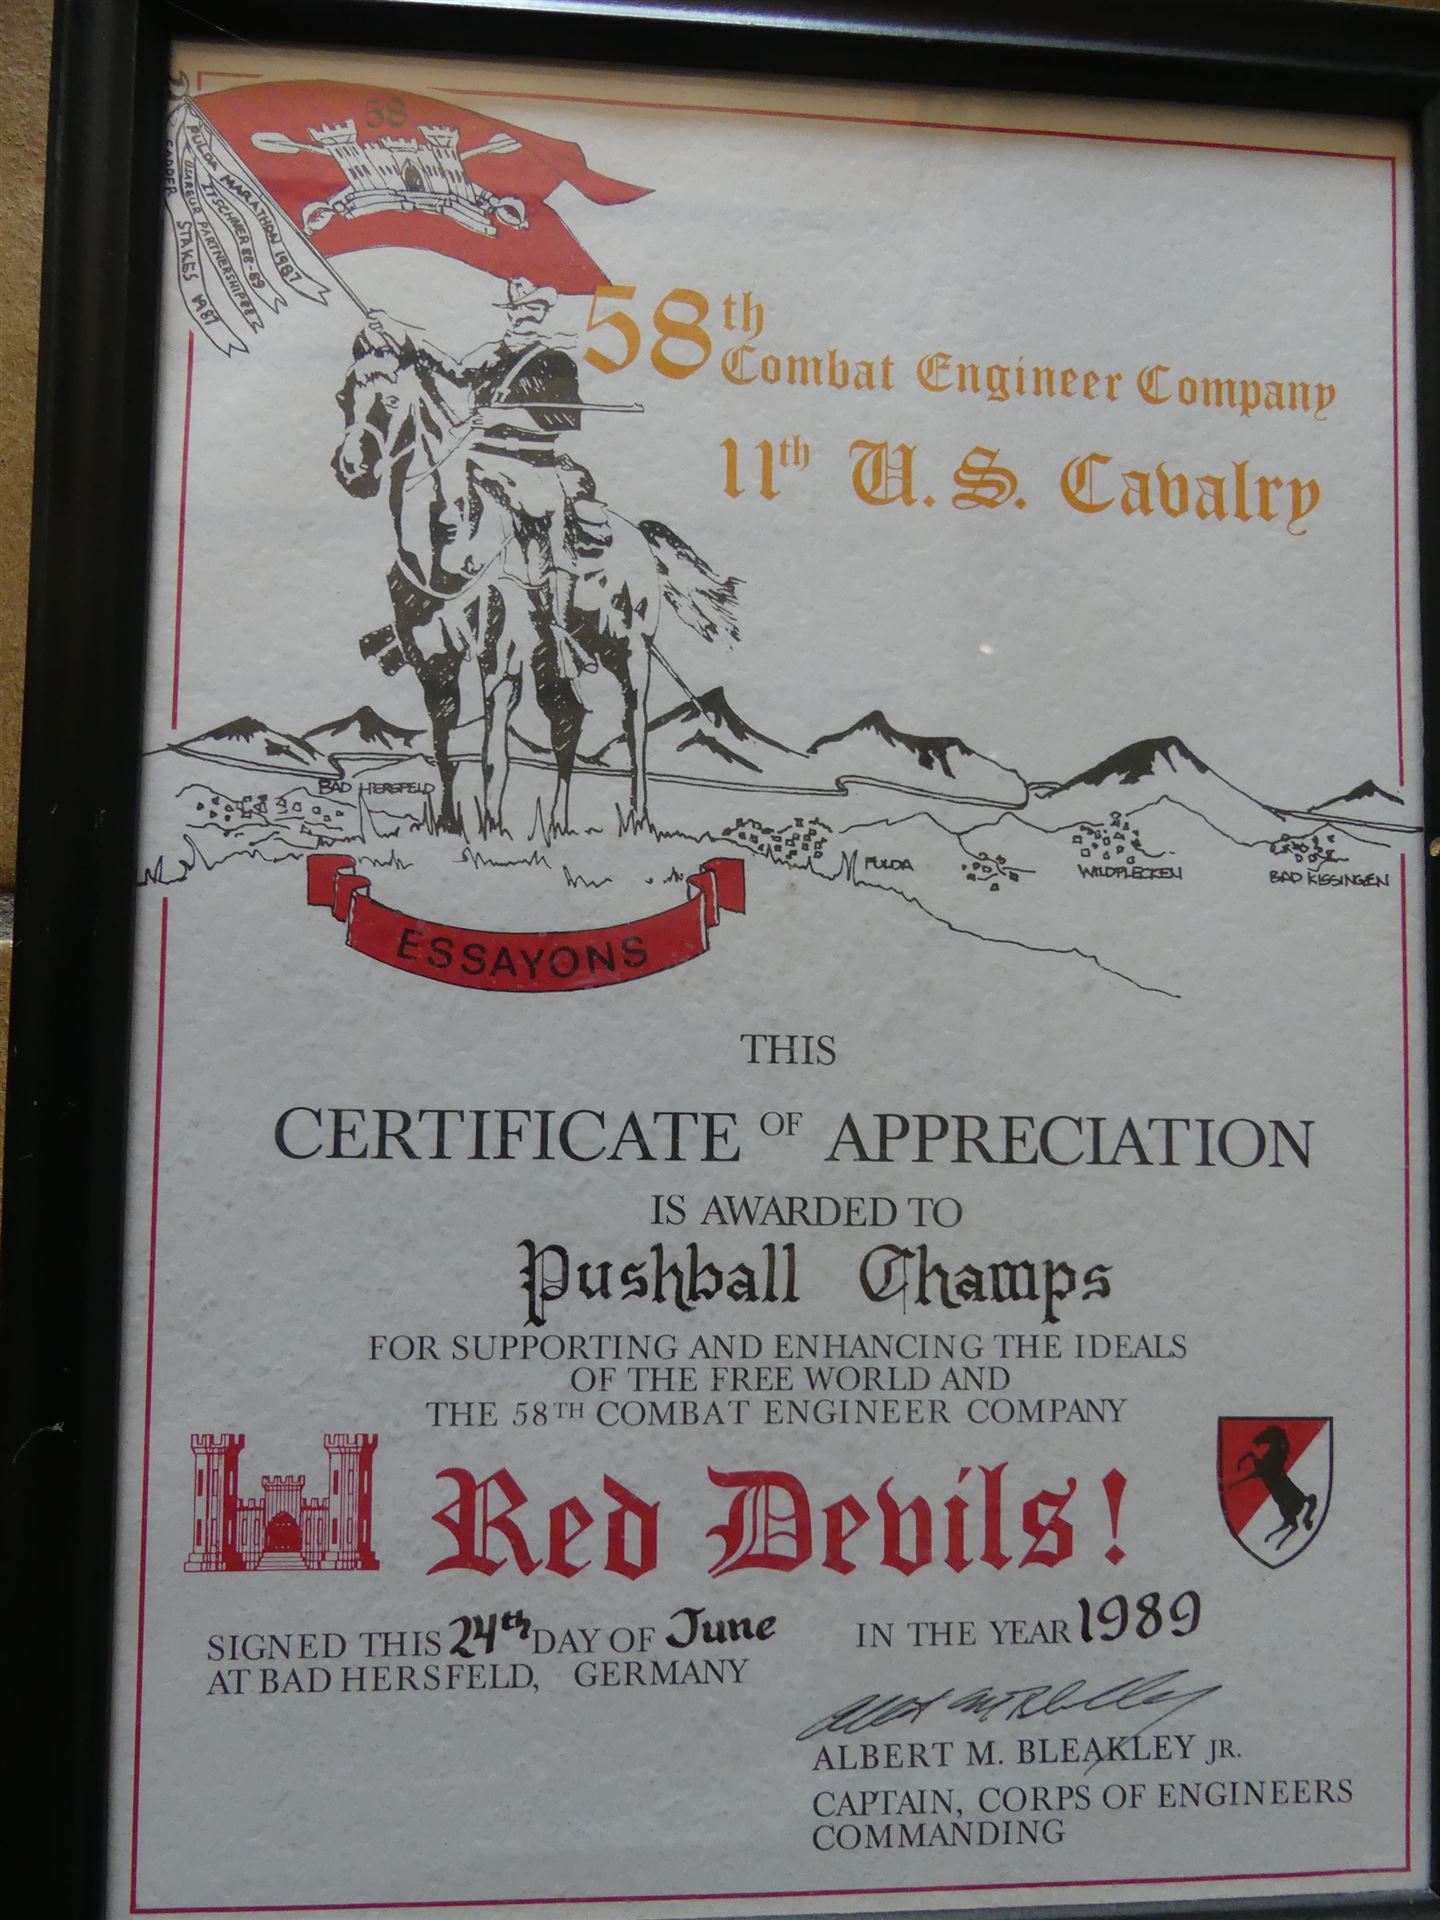 58
FULDA MARATHON 1987
ITSCHNER 88-89
PARTNERSHIP 88
STAKES 1987
58th
Combat Engineer Company
11th U. S. Cavalry
BAD HERSFELD
FULDA
WILDFLECKEN
BAD KISSINGEN
ESSAYONS
THIS
CERTIFICATE OF APPRECIATION
IS AWARDED TO
Pushball Champs
FOR SUPPORTING AND ENHANCING THE IDEALS
OF THE FREE WORLD AND
THE 58TH COMBAT ENGINEER COMPANY
Red Devils!
SIGNED THIS 24th DAY OF June IN THE YEAR 1989
AT BAD HERSFELD, GERMANY
ALBERT M. BLEAKLEY JR.
CAPTAIN, CORPS OF ENGINEERS
COMMANDING